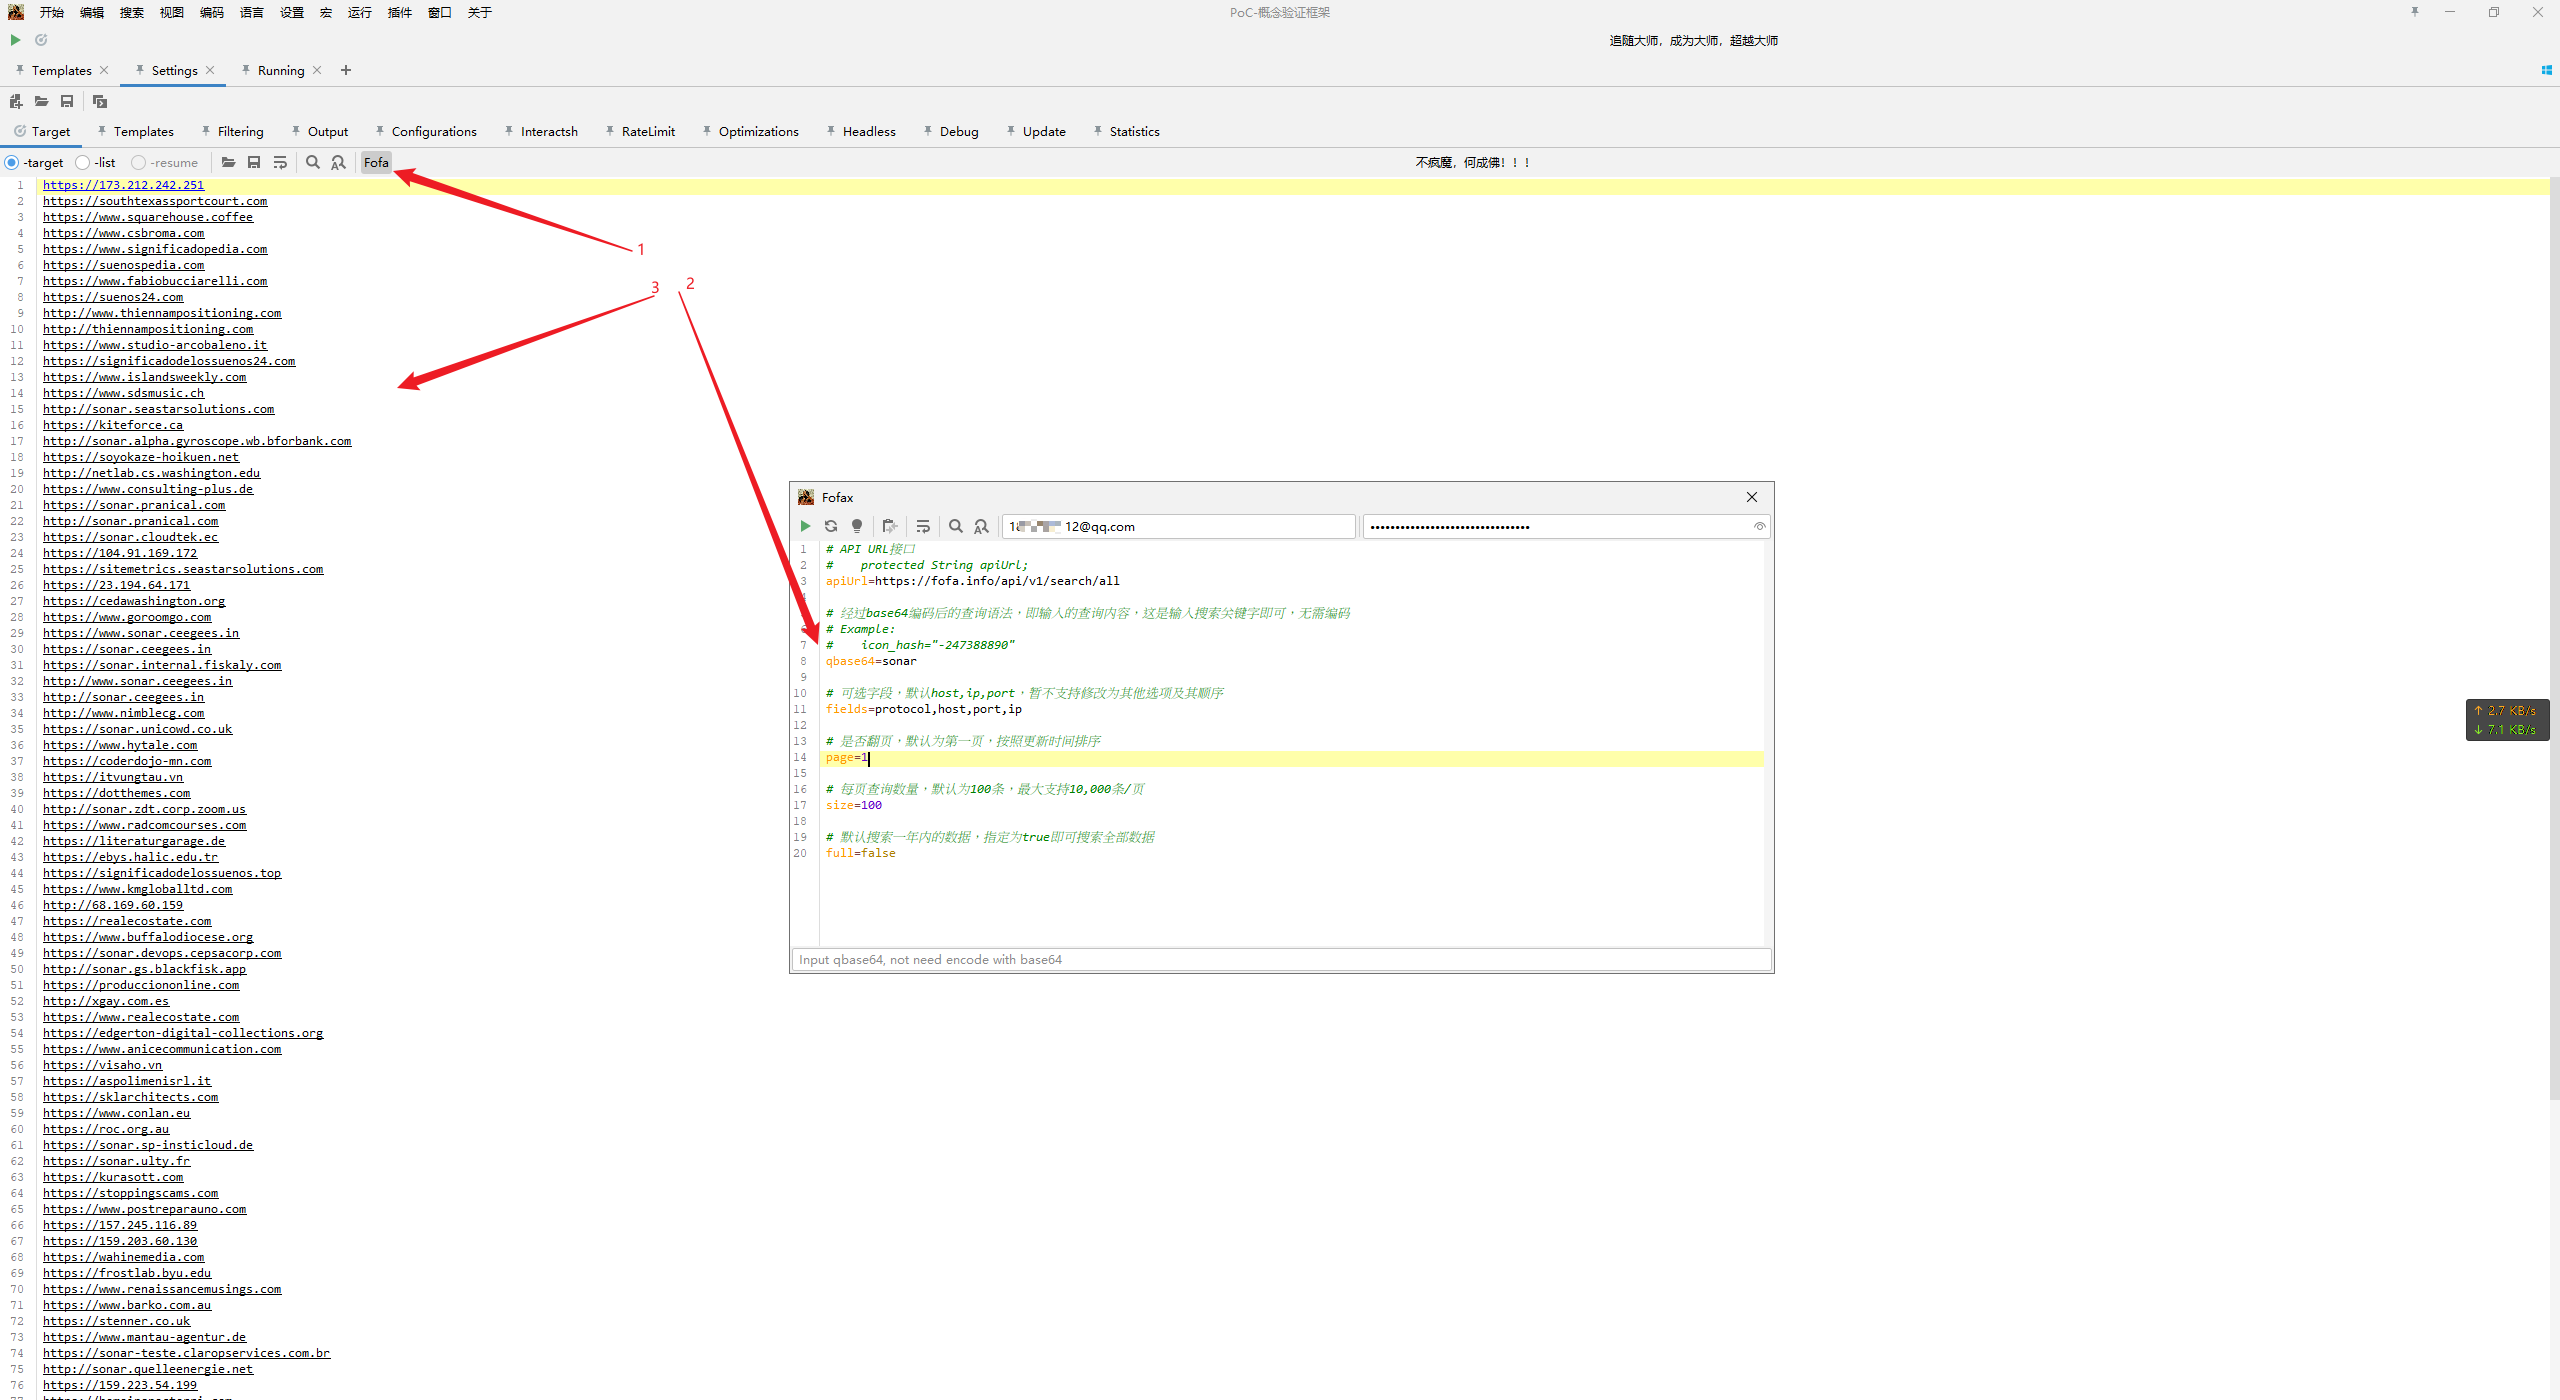 开始 编辑 搜索 视图 编码 语言 设置 宏 运行 插件 窗口 关于
PoC-概念验证框架
追随大师，成为大师，超越大师
Templates Settings Running
Target Templates Filtering Output Configurations Interactsh RateLimit Optimizations Headless Debug Update Statistics
-target -list -resume Fofa
不疯魔，何成佛！！！
1 https://173.212.242.251
2 https://southtexassportcourt.com
3 https://www.squarehouse.coffee
4 https://www.csbroma.com
5 https://www.significadopedia.com
6 https://suenospedia.com
7 https://www.fabiobucciarelli.com
8 https://suenos24.com
9 http://www.thiennampositioning.com
10 http://thiennampositioning.com
11 https://www.studio-arcobaleno.it
12 https://significadodelossuenos24.com
13 https://www.islandsweekly.com
14 https://www.sdsmusic.ch
15 http://sonar.seastarsolutions.com
16 https://kiteforce.ca
17 http://sonar.alpha.gyroscope.wb.bforbank.com
18 https://soyokaze-hoikuen.net
19 http://netlab.cs.washington.edu
20 https://www.consulting-plus.de
21 https://sonar.pranical.com
22 http://sonar.pranical.com
23 https://sonar.cloudtek.ec
24 https://104.91.169.172
25 https://sitemetrics.seastarsolutions.com
26 https://23.194.64.171
27 https://cedawashington.org
28 https://www.goroomgo.com
29 https://www.sonar.ceegees.in
30 https://sonar.ceegees.in
31 https://sonar.internal.fiskaly.com
32 http://www.sonar.ceegees.in
33 http://sonar.ceegees.in
34 http://www.nimblecg.com
35 https://sonar.unicowd.co.uk
36 https://www.hytale.com
37 https://coderdojo-mn.com
38 https://itvungtau.vn
39 https://dotthemes.com
40 http://sonar.zdt.corp.zoom.us
41 https://www.radcomcourses.com
42 https://literaturgarage.de
43 https://ebys.halic.edu.tr
44 https://significadodelossuenos.top
45 https://www.kmgloballtd.com
46 http://68.169.60.159
47 https://realecostate.com
48 https://www.buffalodiocese.org
49 https://sonar.devops.cepsacorp.com
50 http://sonar.gs.blackfisk.app
51 https://producciononline.com
52 http://xgay.com.es
53 https://www.realecostate.com
54 https://edgerton-digital-collections.org
55 https://www.anicecommunication.com
56 https://visaho.vn
57 https://aspolimenisrl.it
58 https://sklarchitects.com
59 https://www.conlan.eu
60 https://roc.org.au
61 https://sonar.sp-insticloud.de
62 https://sonar.ulty.fr
63 https://kurasott.com
64 https://stoppingscams.com
65 https://www.postreparauno.com
66 https://157.245.116.89
67 https://159.203.60.130
68 https://wahinemedia.com
69 https://frostlab.byu.edu
70 https://www.renaissancemusings.com
71 https://www.barko.com.au
72 https://stenner.co.uk
73 https://www.mantau-agentur.de
74 https://sonar-teste.claropservices.com.br
75 http://sonar.quelleenergie.net
76 https://159.223.54.199
1
3
2
Fofax
12@qq.com
1 # API URL接口
2 # protected String apiUrl;
3 apiUrl=https://fofa.info/api/v1/search/all
# 经过base64编码后的查询语法，即输入的查询内容，这是输入搜索关键字即可，无需编码
6 # Example:
7 # icon_hash="-247388890"
8 qbase64=sonar
9
10 # 可选字段，默认host,ip,port，暂不支持修改为其他选项及其顺序
11 fields=protocol,host,port,ip
12
13 # 是否翻页，默认为第一页，按照更新时间排序
14 page=1
15
16 # 每页查询数量，默认为100条，最大支持10,000条/页
17 size=100
18
19 # 默认搜索一年内的数据，指定为true即可搜索全部数据
20 full=false
Input qbase64, not need encode with base64
↑ 2.7 KB/s
↓ 7.1 KB/s